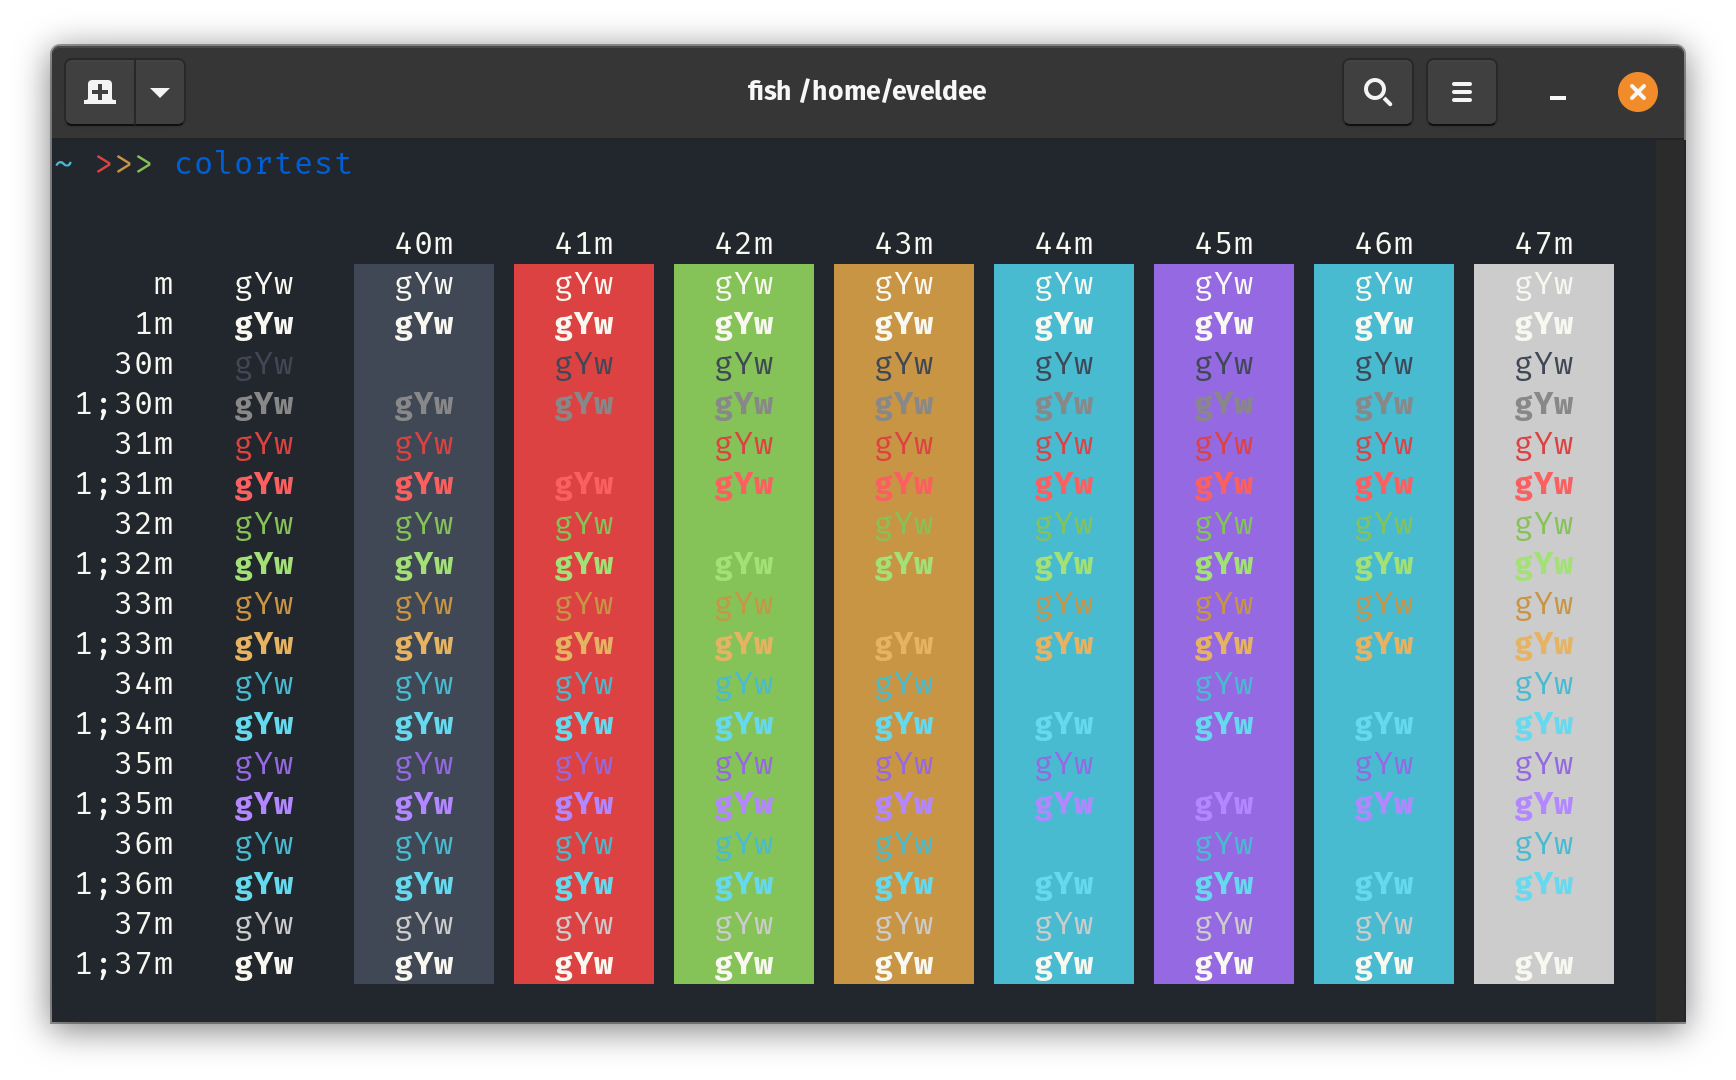 fish /home/eveldee
~ >>> colortest
40m 41m 42m 43m 44m 45m 46m 47m
m gYw gYw gYw gYw gYw gYw gYw gYw gYw
1m gYw gYw gYw gYw gYw gYw gYw gYw gYw
30m gYw gYw gYw gYw gYw gYw gYw gYw
1;30m gYw gYw gYw gYw gYw gYw gYw gYw gYw
31m gYw gYw gYw gYw gYw gYw gYw gYw
1;31m gYw gYw gYw gYw gYw gYw gYw gYw gYw
32m gYw gYw gYw gYw gYw gYw gYw gYw
1;32m gYw gYw gYw gYw gYw gYw gYw gYw gYw
33m gYw gYw gYw gYw gYw gYw gYw gYw
1;33m gYw gYw gYw gYw gYw gYw gYw gYw gYw
34m gYw gYw gYw gYw gYw gYw gYw
1;34m gYw gYw gYw gYw gYw gYw gYw gYw gYw
35m gYw gYw gYw gYw gYw gYw gYw gYw
1;35m gYw gYw gYw gYw gYw gYw gYw gYw gYw
36m gYw gYw gYw gYw gYw gYw gYw
1;36m gYw gYw gYw gYw gYw gYw gYw gYw gYw
37m gYw gYw gYw gYw gYw gYw gYw gYw
1;37m gYw gYw gYw gYw gYw gYw gYw gYw gYw